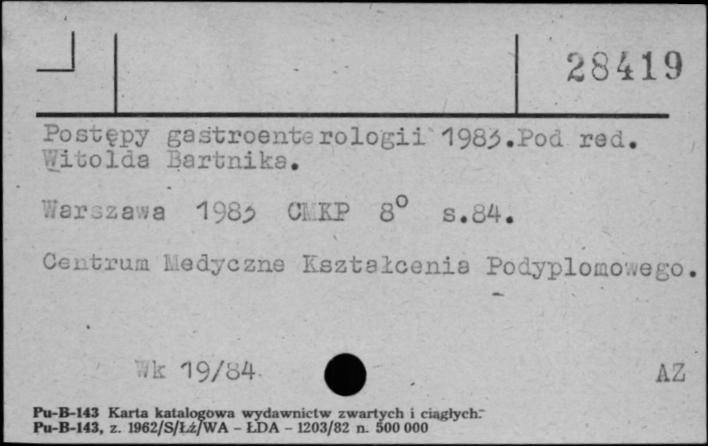 28419
Postępy gastroenterologii 1983.Pod red.
Witolda Bartnika.
Warszawa 1983 CMKP 8° s.84.
Centrum Medyczne Kształcenia Podyplomowego.
Wk 19/84
AZ
Pu-B-143 Karta katalogowa wydawnictw zwartych i ciągłych.
Pu-B-143, z. 1962/S/Łź/WA - ŁDA - 1203/82 n. 500 000